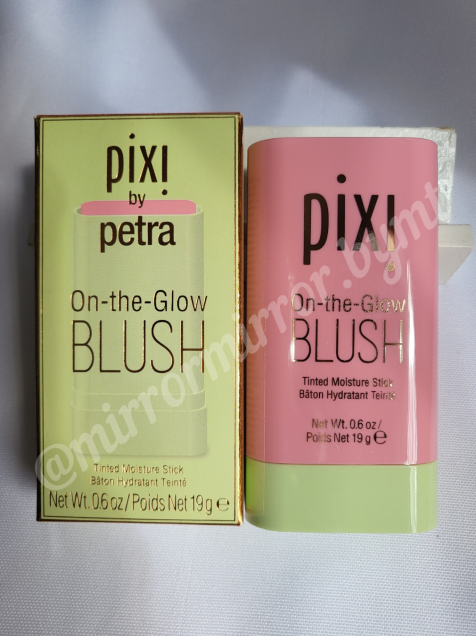 pixi
by
petra
On-the-Glow
BLUSH
Tinted Moisture Stick
Bâton Hydratant Teinté
Net Wt. 0.6 oz/Poids Net 19 g ℮
pixi
On-the-Glow
BLUSH
Tinted Moisture Stick
Bâton Hydratant Teinté
Net Wt. 0.6 oz/
Poids Net 19 g ℮
@mirrormirror.bymt